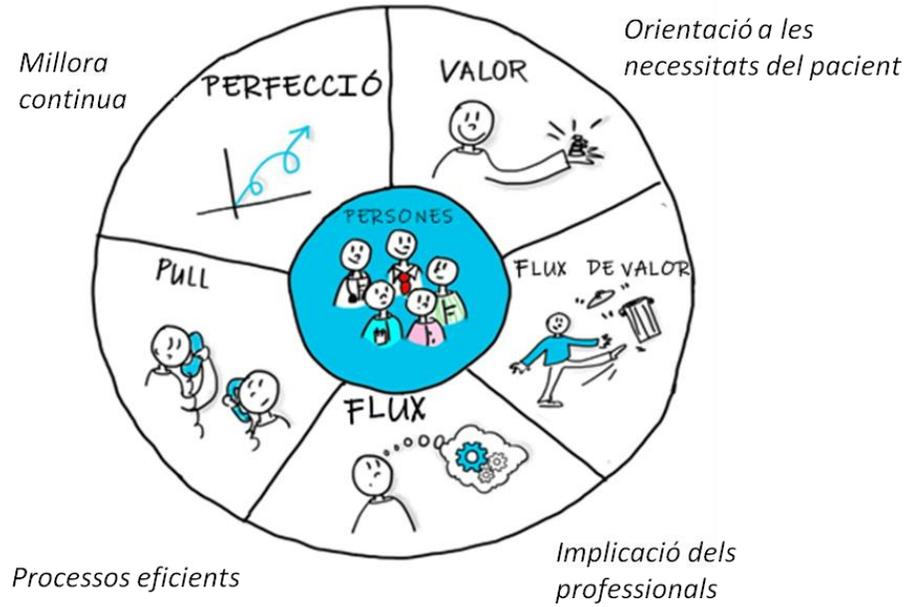 Orientació a les
necessitats del pacient
Millora
continua
PERFECCIÓ
VALOR
PERSONES
FLUX DE VALOR
PULL
FLUX
Implicació dels
professionals
Processos eficients